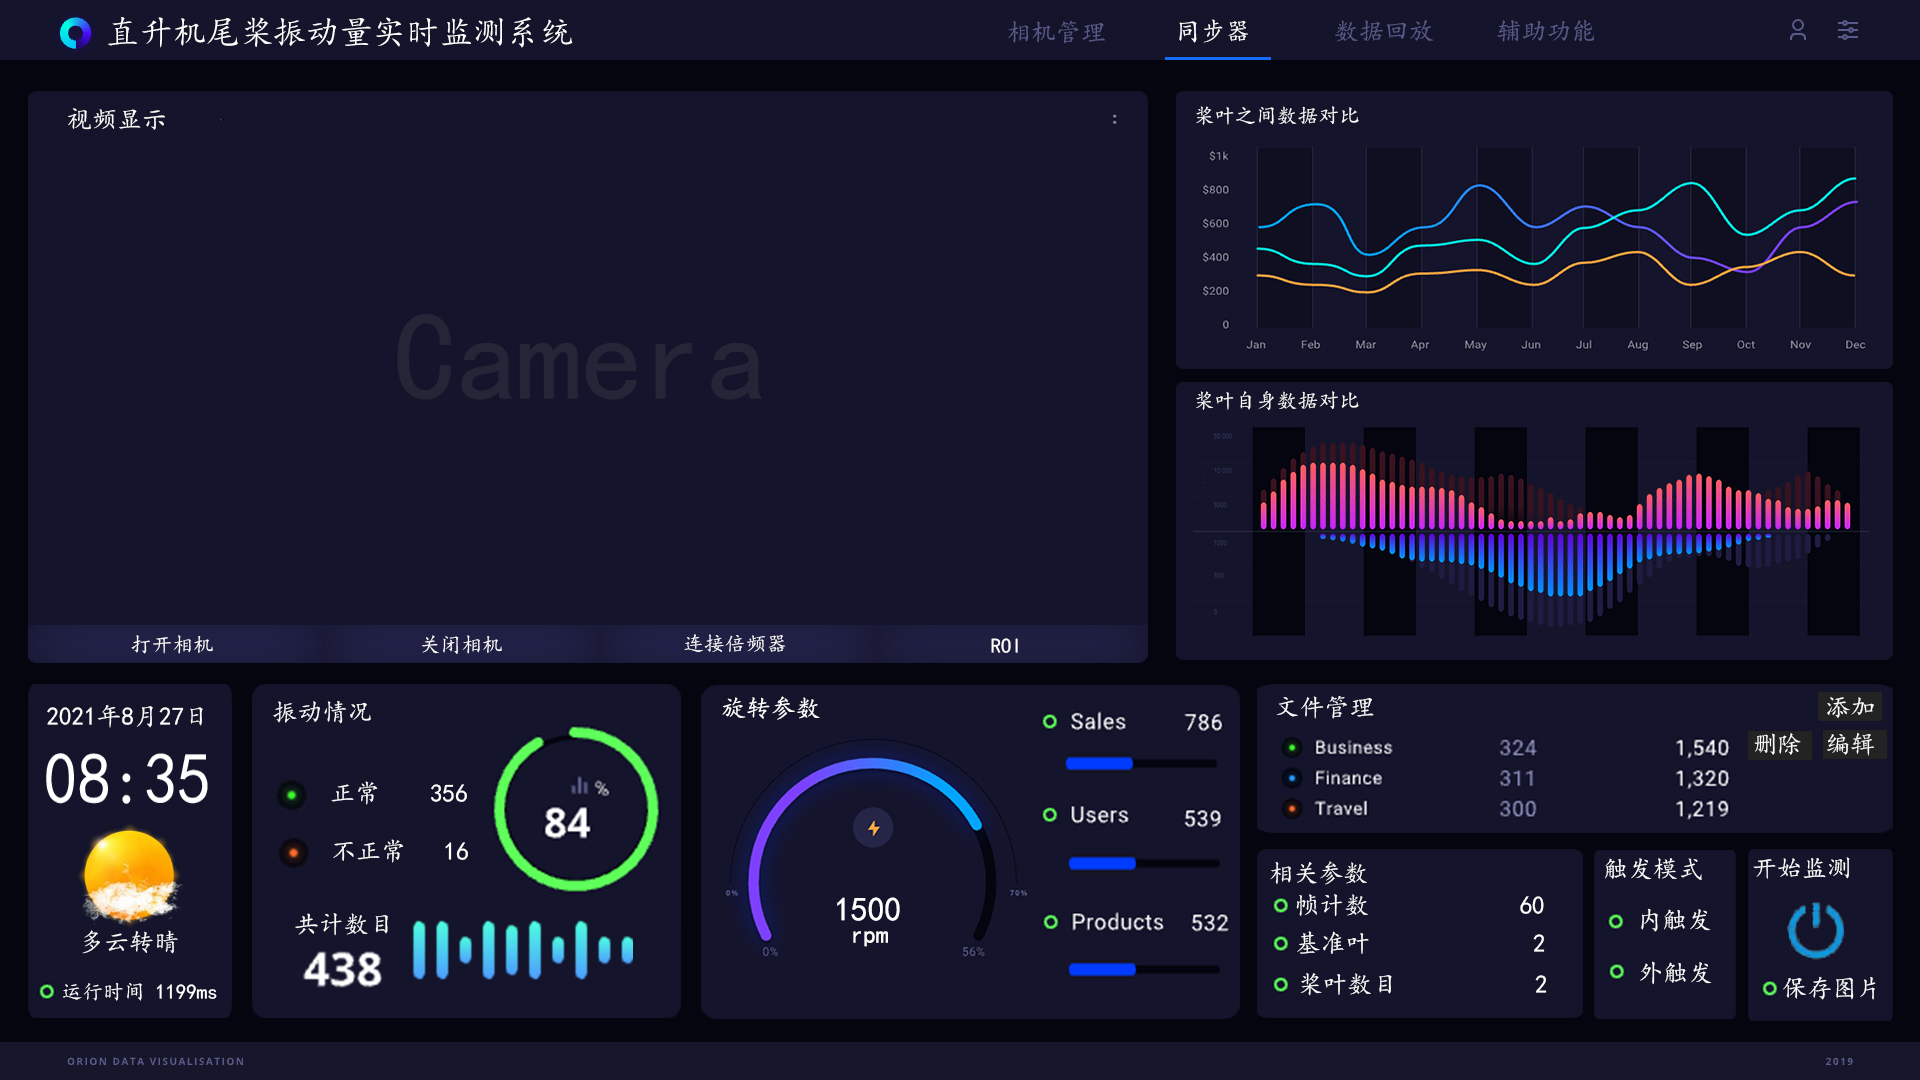 直升机尾桨振动量实时监测系统
相机管理
同步器
数据回放
辅助功能
视频显示
Camera
打开相机
关闭相机
连接倍频器
ROI
桨叶之间数据对比
$1k
$800
$600
$400
$200
0
Jan Feb Mar Apr May Jun Jul Aug Sep Oct Nov Dec
桨叶自身数据对比
50 000
10 000
5000
1000
500
0
2021年8月27日
08:35
多云转晴
运行时间 1199ms
振动情况
正常 356
不正常 16
%
84
共计数目
438
旋转参数
0%
70%
1500
rpm
0%
56%
Sales 786
Users 539
Products 532
文件管理
添加
删除 编辑
Business 324 1,540
Finance 311 1,320
Travel 300 1,219
相关参数
帧计数 60
基准叶 2
桨叶数目 2
触发模式
内触发
外触发
开始监测
保存图片
ORION DATA VISUALISATION
2019